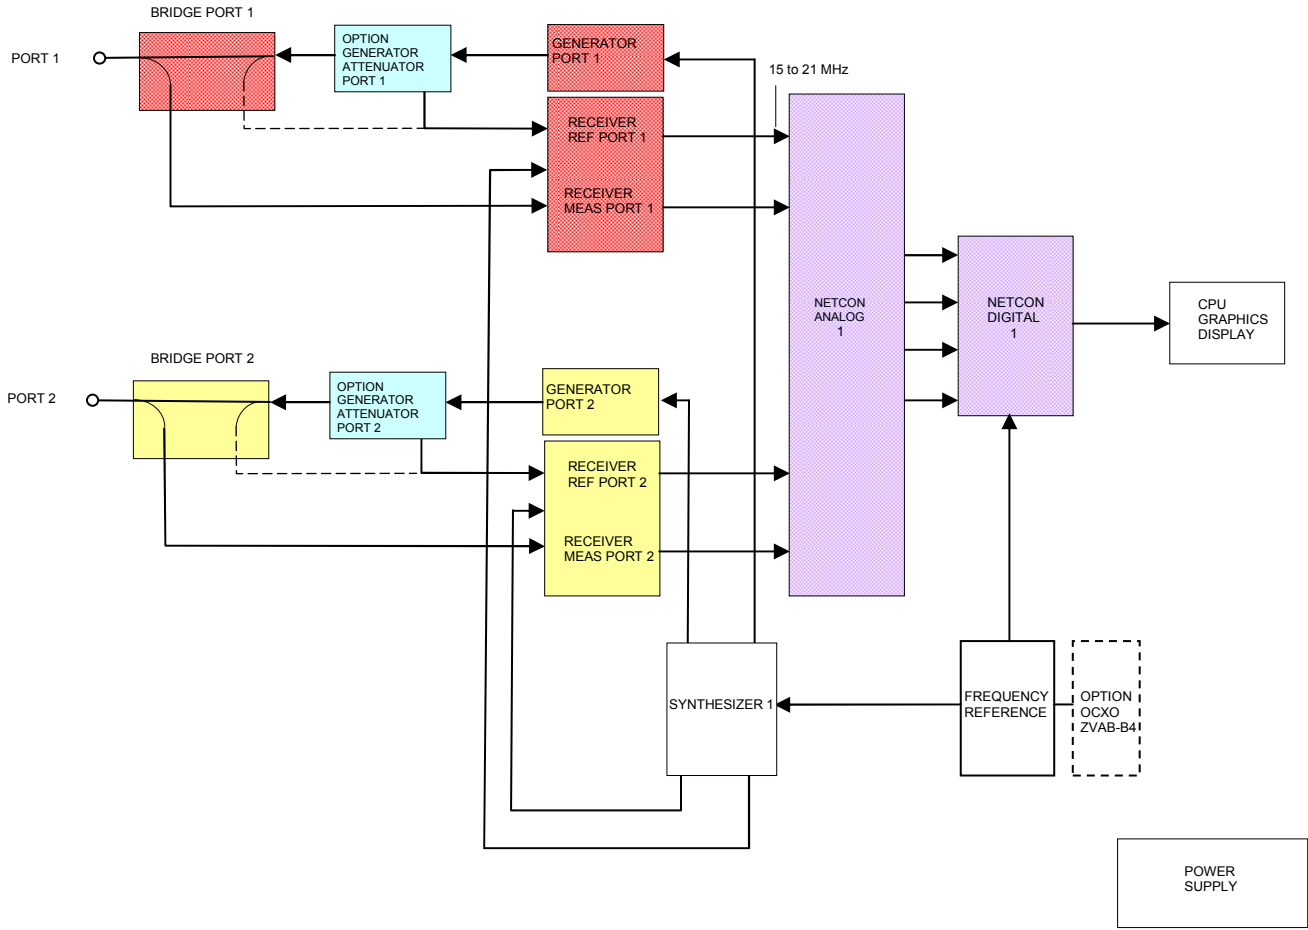 BRIDGE PORT 1
PORT 1
OPTION
GENERATOR
ATTENUATOR
PORT 1
GENERATOR
PORT 1
15 to 21 MHz
RECEIVER
REF PORT 1
RECEIVER
MEAS PORT 1
NETCON
ANALOG
1
NETCON
DIGITAL
1
CPU
GRAPHICS
DISPLAY
BRIDGE PORT 2
PORT 2
OPTION
GENERATOR
ATTENUATOR
PORT 2
GENERATOR
PORT 2
RECEIVER
REF PORT 2
RECEIVER
MEAS PORT 2
SYNTHESIZER 1
FREQUENCY
REFERENCE
OPTION
OCXO
ZVAB-B4
POWER
SUPPLY